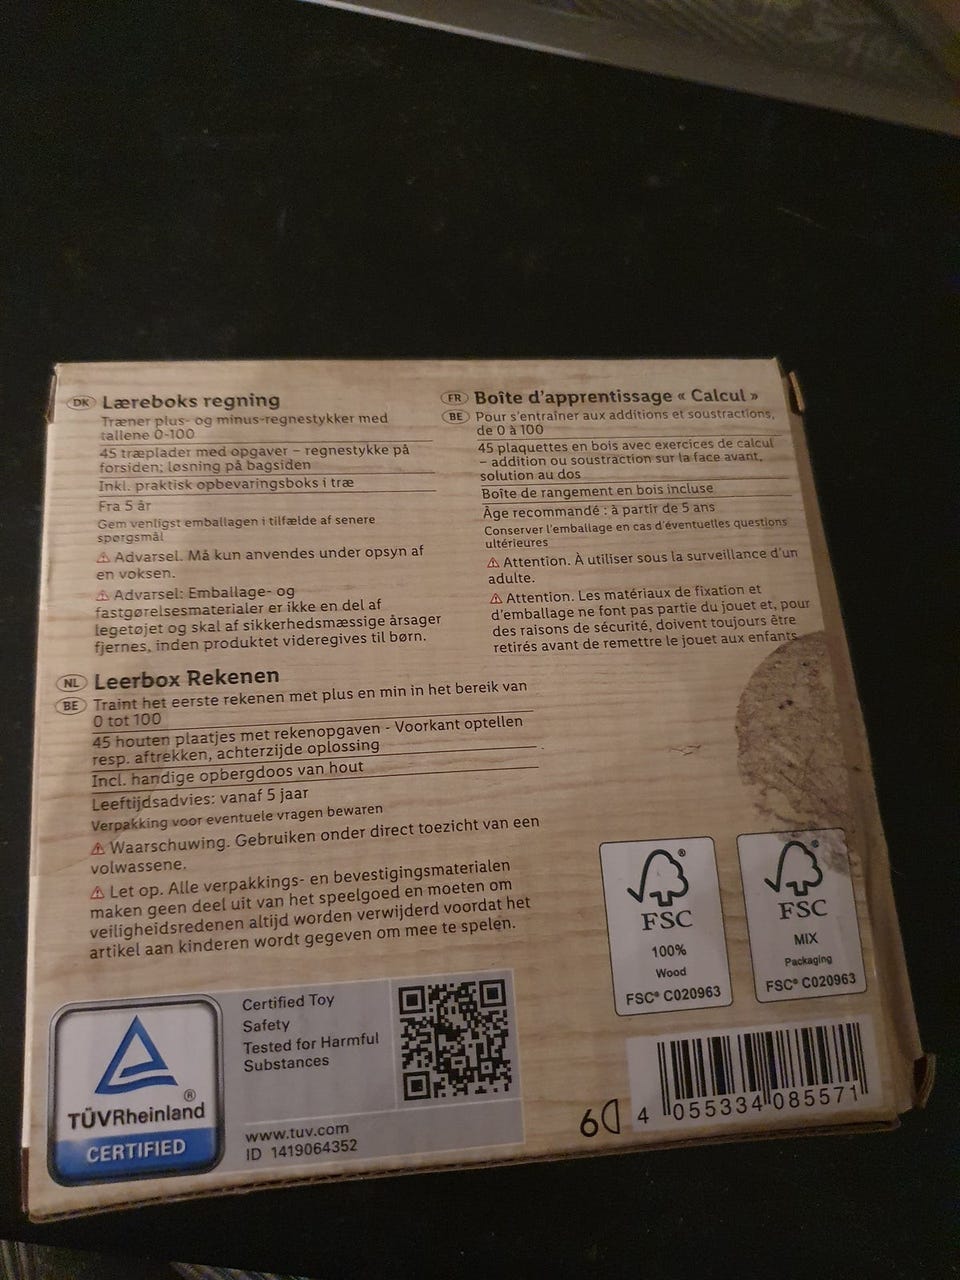 DK Læreboks regning
Træner plus- og minus-regnestykker med
tallene 0-100
45 træplader med opgaver – regnestykke på
forsiden; løsning på bagsiden
Inkl. praktisk opbevaringsboks i træ
Fra 5 år
Gem venligst emballagen i tilfælde af senere
spørgsmål
Advarsel. Må kun anvendes under opsyn af
en voksen.
Advarsel: Emballage- og
fastgørelsesmaterialer er ikke en del af
legetøjet og skal af sikkerhedsmæssige årsager
fjernes, inden produktet videregives til børn.
FR Boîte d'apprentissage « Calcul »
BE Pour s'entraîner aux additions et soustractions,
de 0 à 100
45 plaquettes en bois avec exercices de calcul
– addition ou soustraction sur la face avant,
solution au dos
Boîte de rangement en bois incluse
Âge recommandé : à partir de 5 ans
Conserver l'emballage en cas d'éventuelles questions
ultérieures
Attention. À utiliser sous la surveillance d'un
adulte.
Attention. Les matériaux de fixation et
d'emballage ne font pas partie du jouet et, pour
des raisons de sécurité, doivent toujours être
retirés avant de remettre le jouet aux enfants.
NL Leerbox Rekenen
BE Traint het eerste rekenen met plus en min in het bereik van
0 tot 100
45 houten plaatjes met rekenopgaven - Voorkant optellen
resp. aftrekken, achterzijde oplossing
Incl. handige opbergdoos van hout
Leeftijdsadvies: vanaf 5 jaar
Verpakking voor eventuele vragen bewaren
Waarschuwing. Gebruiken onder direct toezicht van een
volwassene.
Let op. Alle verpakkings- en bevestigingsmaterialen
maken geen deel uit van het speelgoed en moeten om
veiligheidsredenen altijd worden verwijderd voordat het
artikel aan kinderen wordt gegeven om mee te spelen.
FSC®
100%
Wood
FSC® C020963
FSC®
MIX
Packaging
FSC® C020963
TÜVRheinland®
CERTIFIED
Certified Toy
Safety
Tested for Harmful
Substances
www.tuv.com
ID 1419064352
6
4 055334 085571